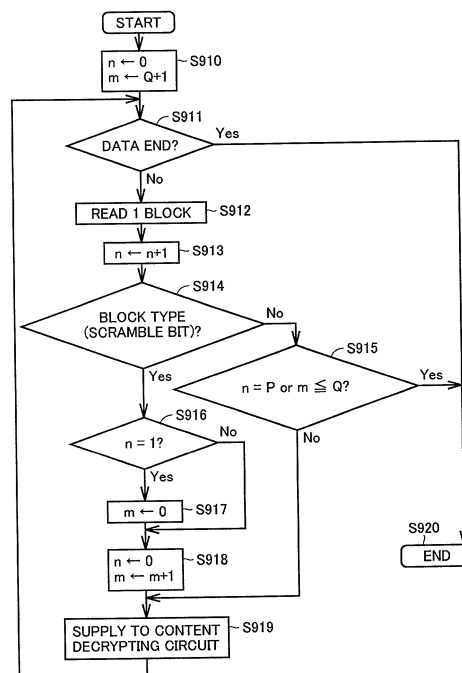 START
n ← 0
m ← Q+1
S910
S911
DATA END?
Yes
No
READ 1 BLOCK
S912
n ← n+1
S913
S914
BLOCK TYPE
(SCRAMBLE BIT)?
No
Yes
S915
n = P or m ≦ Q?
Yes
No
S916
n = 1?
No
Yes
m ← 0
S917
n ← 0
m ← m+1
S918
S920
END
SUPPLY TO CONTENT
DECRYPTING CIRCUIT
S919